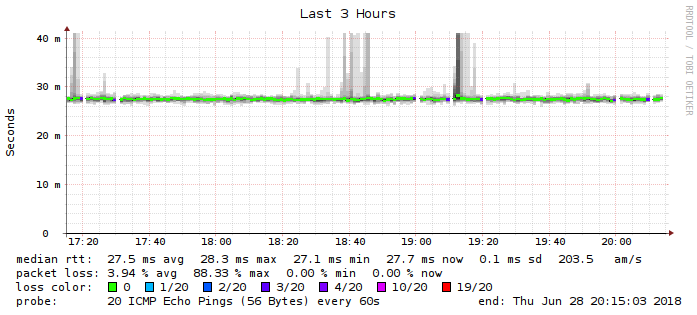 Last 3 Hours
RRDTOOL / TOBI OETIKER
Seconds
40 m
30 m
20 m
10 m
0
17:20 17:40 18:00 18:20 18:40 19:00 19:20 19:40 20:00
median rtt: 27.5 ms avg 28.3 ms max 27.1 ms min 27.7 ms now 0.1 ms sd 203.5 am/s
packet loss: 3.94 % avg 88.33 % max 0.00 % min 0.00 % now
loss color: 0 1/20 2/20 3/20 4/20 10/20 19/20
probe: 20 ICMP Echo Pings (56 Bytes) every 60s end: Thu Jun 28 20:15:03 2018